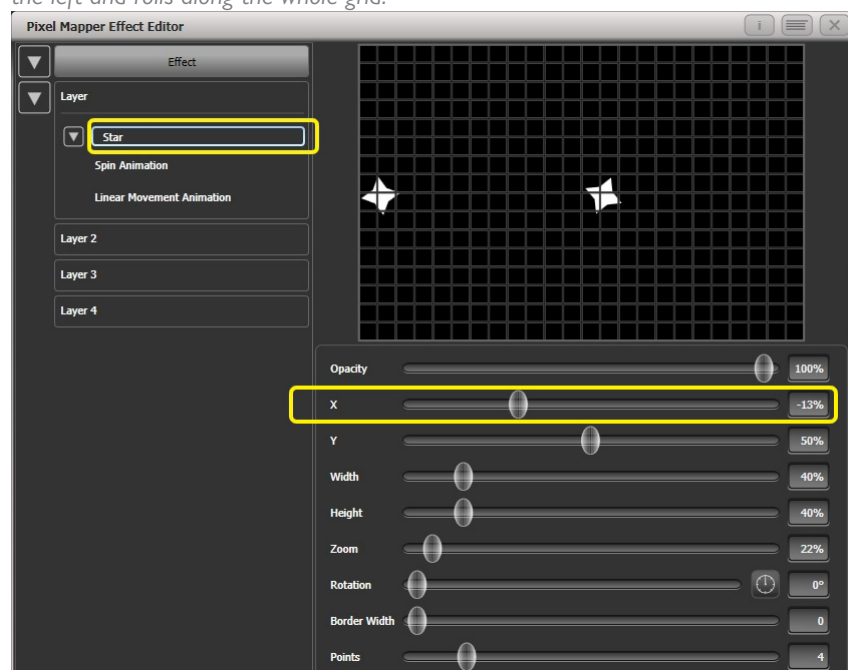 the left and rolls along the whole grid.
Pixel Mapper Effect Editor
i
Effect
Layer
Star
Spin Animation
Linear Movement Animation
Layer 2
Layer 3
Layer 4
Opacity 100%
X -13%
Y 50%
Width 40%
Height 40%
Zoom 22%
Rotation 0°
Border Width 0
Points 4